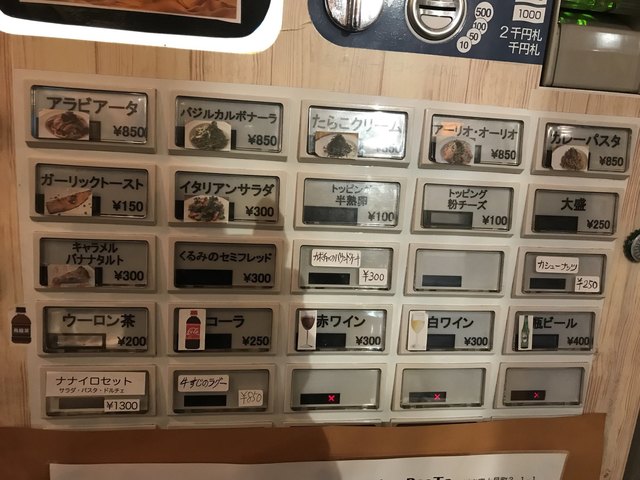 500
100
50
10
1000
2千円札
千円札
アラビアータ
¥850
バジルカルボナーラ
¥850
たらこクリーム
アーリオ・オーリオ
¥850
カレーパスタ
¥850
ガーリックトースト
¥150
イタリアンサラダ
¥300
トッピング
半熟卵
¥100
トッピング
粉チーズ
¥100
大盛
¥250
キャラメル
バナナタルト
¥300
くるみのセミフレッド
¥300
¥300
カシューナッツ
¥250
ウーロン茶
¥200
コーラ
¥250
赤ワイン
¥300
白ワイン
¥300
瓶ビール
¥400
ナナイロセット
サラダ・パスタ・ドルチェ
¥1300
牛すじのラグー
¥850